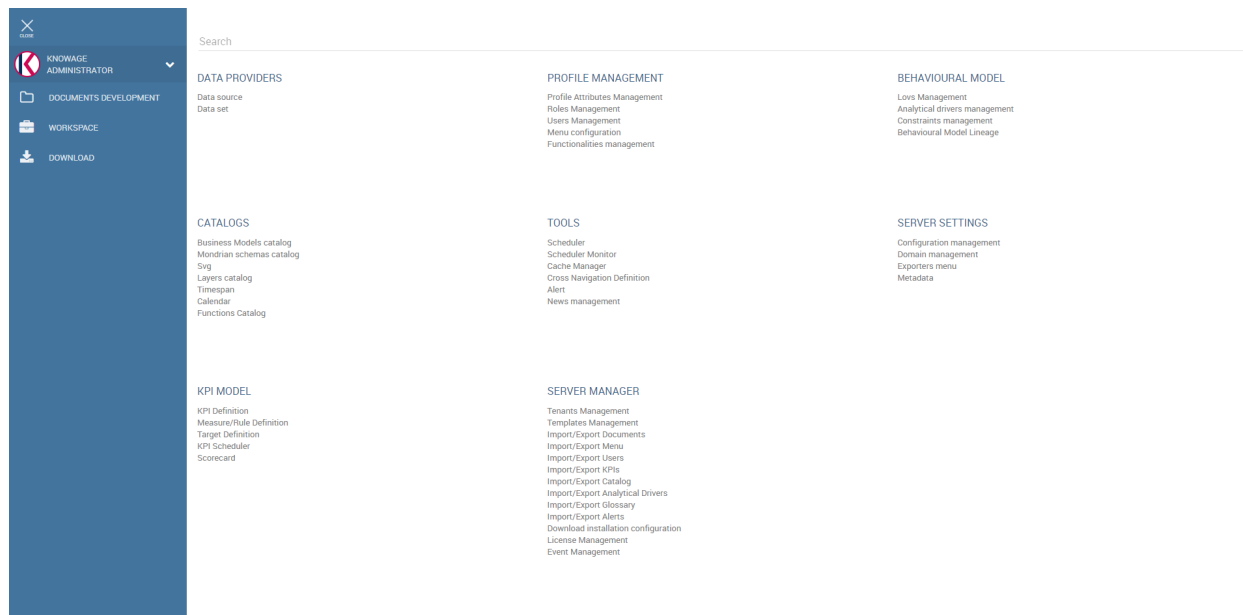 CLOSE
KNOWAGE
ADMINISTRATOR
DOCUMENTS DEVELOPMENT
WORKSPACE
DOWNLOAD
Search
DATA PROVIDERS
Data source
Data set
PROFILE MANAGEMENT
Profile Attributes Management
Roles Management
Users Management
Menu configuration
Functionalities management
BEHAVIOURAL MODEL
Lovs Management
Analytical drivers management
Constraints management
Behavioural Model Lineage
CATALOGS
Business Models catalog
Mondrian schemas catalog
Svg
Layers catalog
Timespan
Calendar
Functions Catalog
TOOLS
Scheduler
Scheduler Monitor
Cache Manager
Cross Navigation Definition
Alert
News management
SERVER SETTINGS
Configuration management
Domain management
Exporters menu
Metadata
KPI MODEL
KPI Definition
Measure/Rule Definition
Target Definition
KPI Scheduler
Scorecard
SERVER MANAGER
Tenants Management
Templates Management
Import/Export Documents
Import/Export Menu
Import/Export Users
Import/Export KPIs
Import/Export Catalog
Import/Export Analytical Drivers
Import/Export Glossary
Import/Export Alerts
Download installation configuration
License Management
Event Management